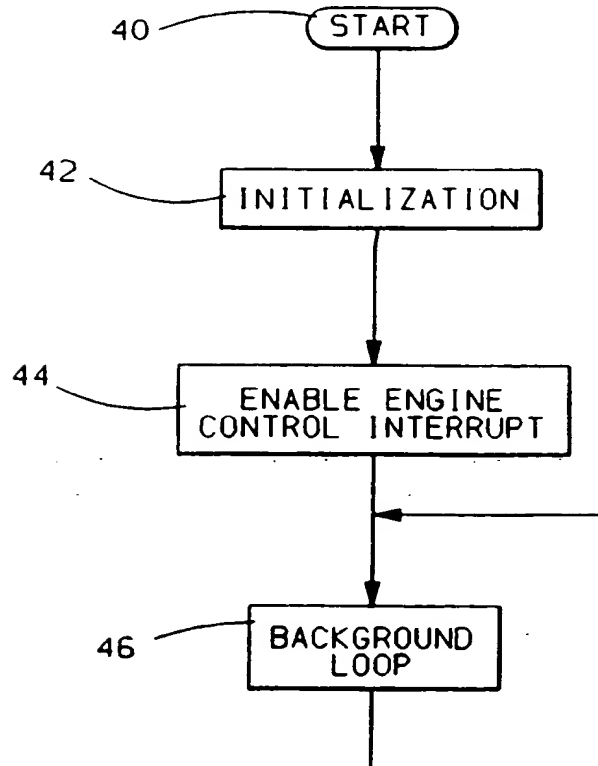 40
START
42
INITIALIZATION
44
ENABLE ENGINE
CONTROL INTERRUPT
46
BACKGROUND
LOOP